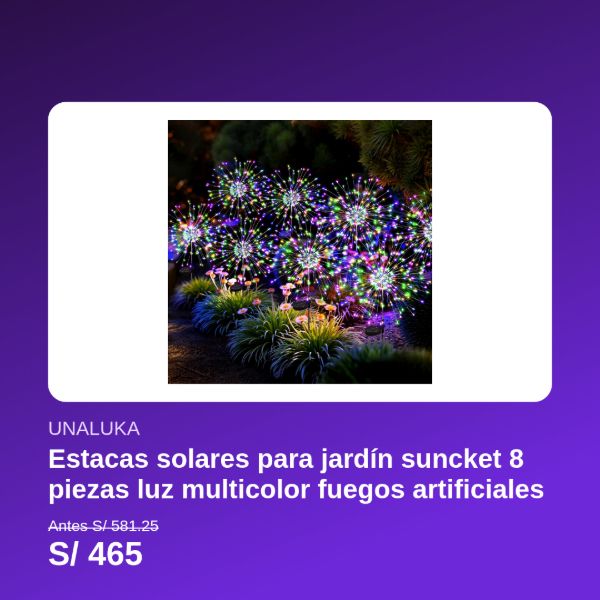 UNALUKA
Estacas solares para jardín suncket 8
piezas luz multicolor fuegos artificiales
Antes S/ 581.25
S/ 465